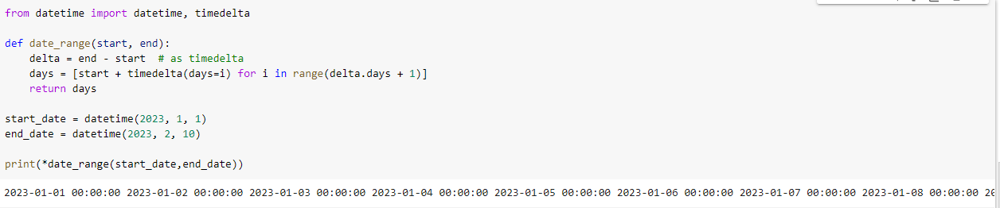 from datetime import datetime, timedelta
def date_range(start, end):
    delta = end - start  # as timedelta
    days = [start + timedelta(days=i) for i in range(delta.days + 1)]
    return days
start_date = datetime(2023, 1, 1)
end_date = datetime(2023, 2, 10)
print(*date_range(start_date,end_date))
2023-01-01 00:00:00 2023-01-02 00:00:00 2023-01-03 00:00:00 2023-01-04 00:00:00 2023-01-05 00:00:00 2023-01-06 00:00:00 2023-01-07 00:00:00 2023-01-08 00:00:00